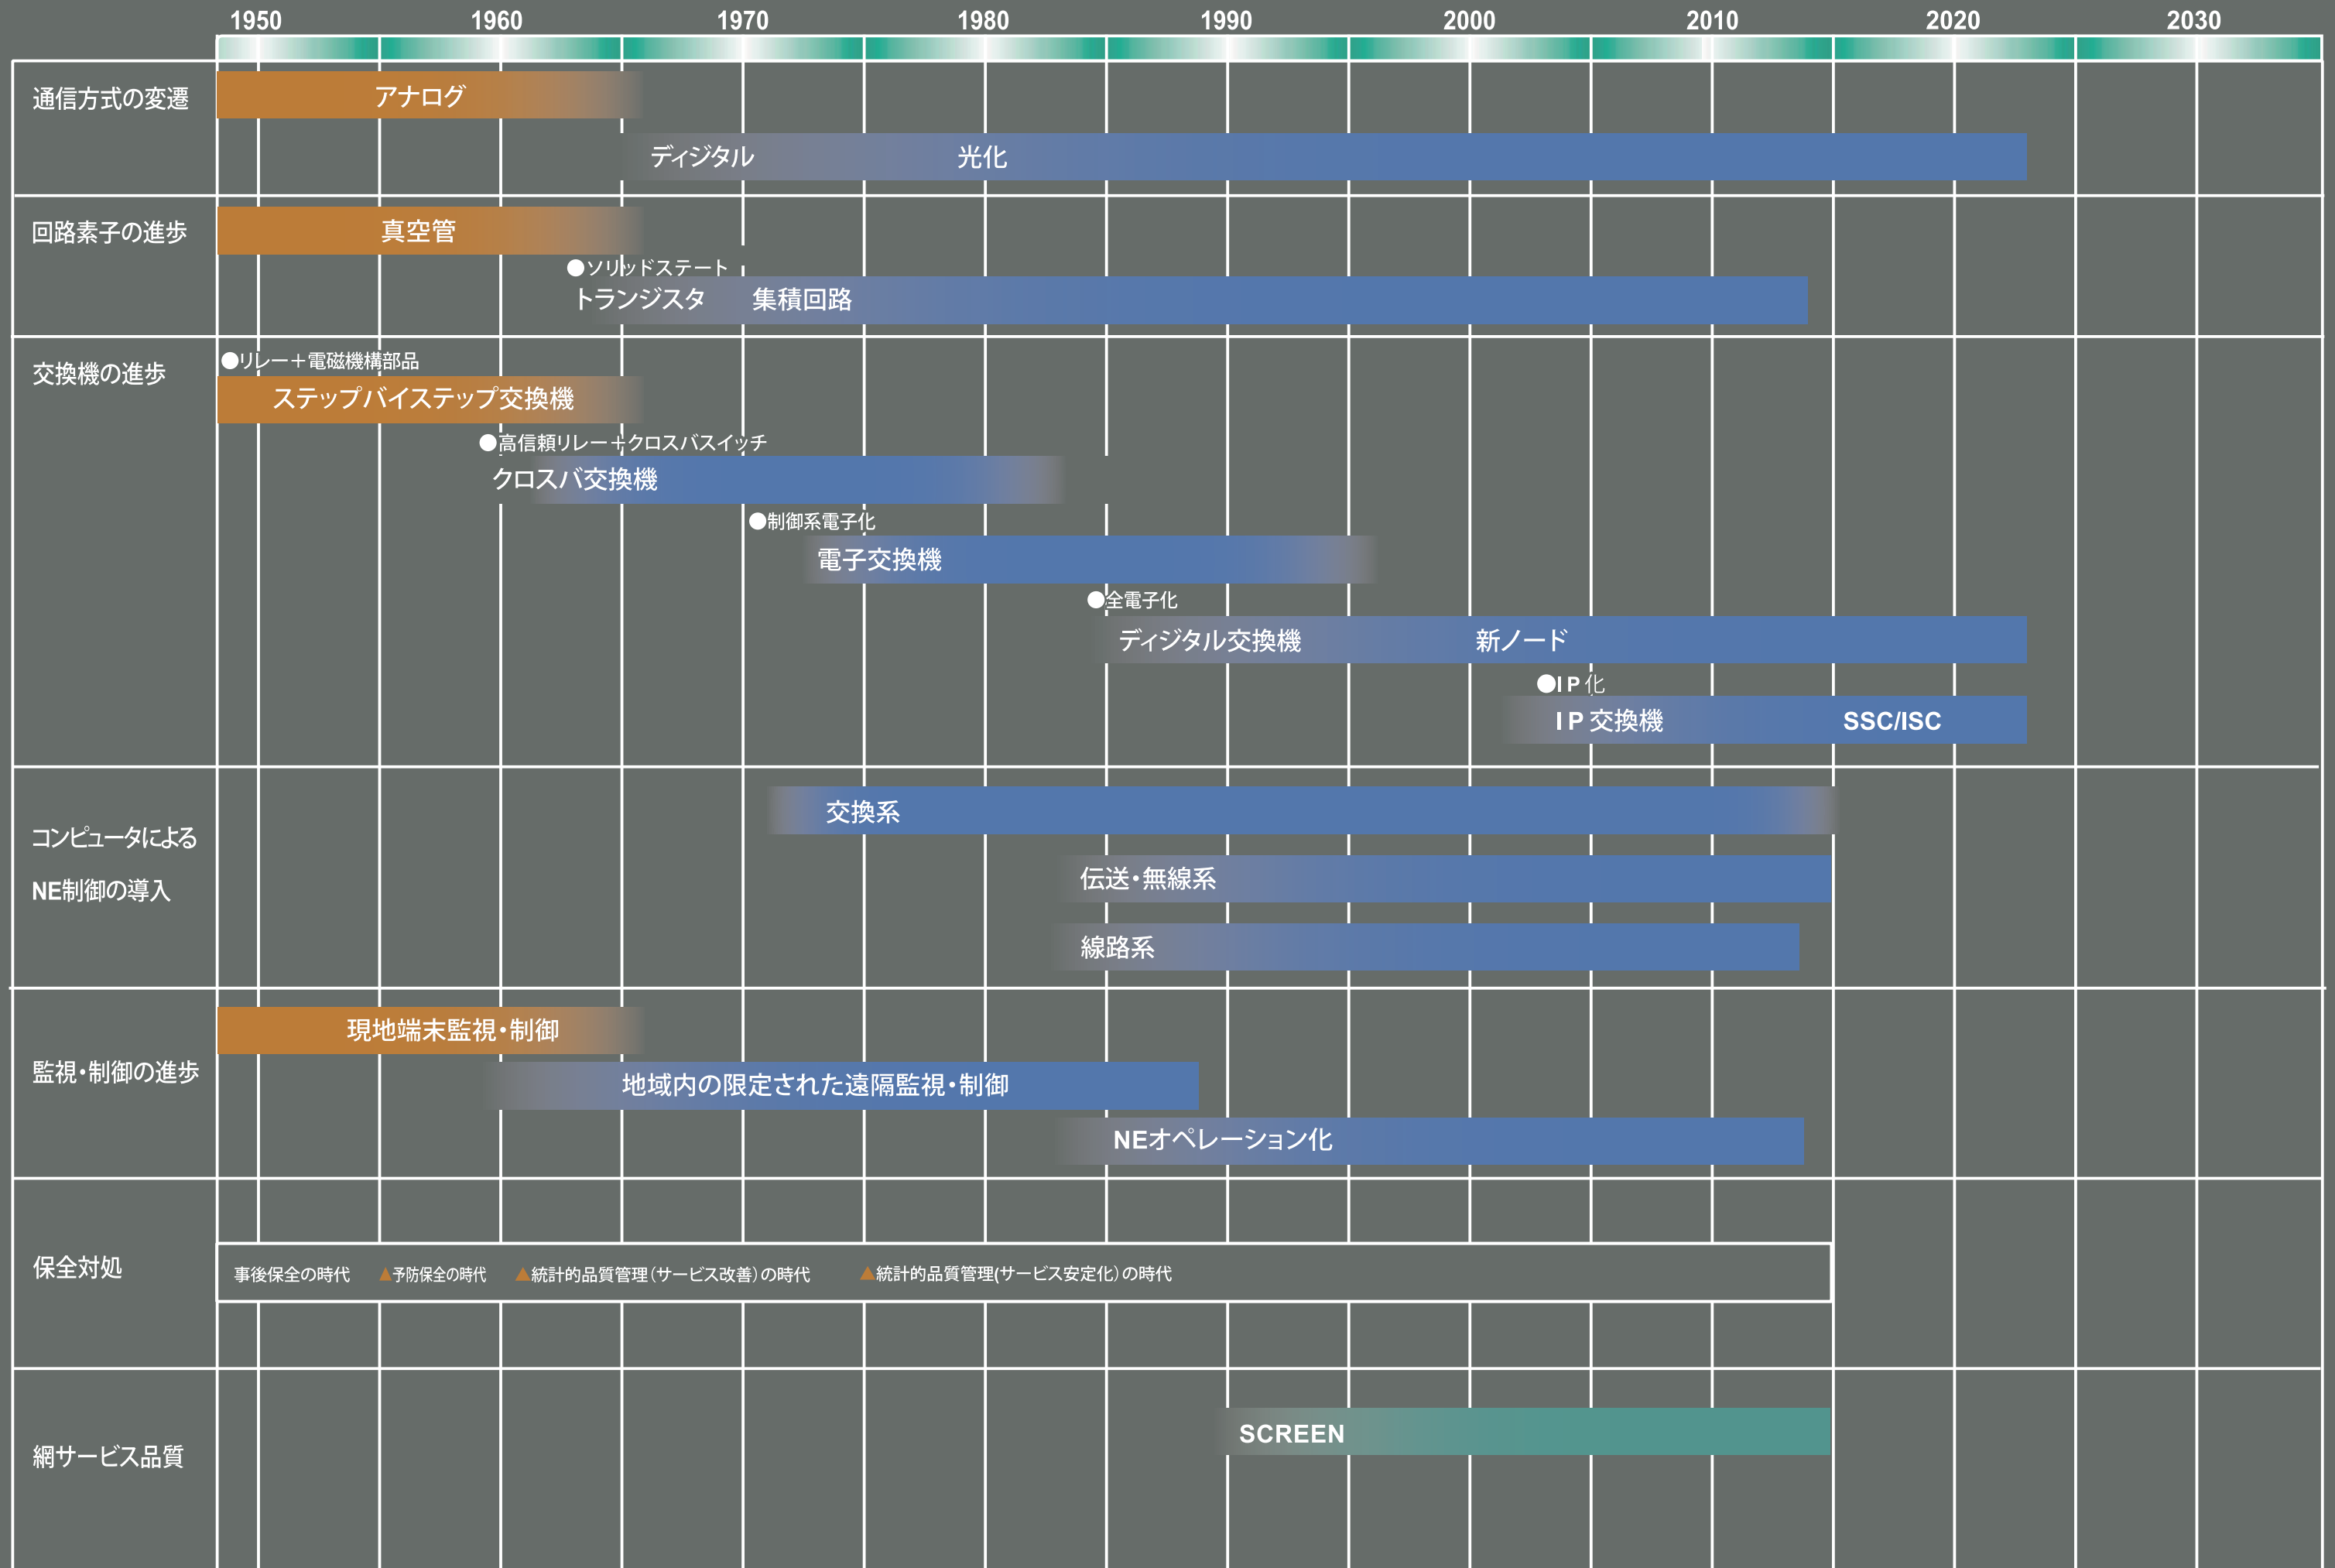 1950 1960 1970 1980 1990 2000 2010 2020 2030
通信方式の変遷
アナログ
ディジタル 光化
回路素子の進歩
真空管
●ソリッドステート
トランジスタ 集積回路
交換機の進歩
●リレー＋電磁機構部品
ステップバイステップ交換機
●高信頼リレー＋クロスバスイッチ
クロスバ交換機
●制御系電子化
電子交換機
●全電子化
ディジタル交換機 新ノード
●IP化
IP交換機 SSC/ISC
コンピュータによる
NE制御の導入
交換系
伝送・無線系
線路系
監視・制御の進歩
現地端末監視・制御
地域内の限定された遠隔監視・制御
NEオペレーション化
保全対処
事後保全の時代 ▲予防保全の時代 ▲統計的品質管理（サービス改善）の時代 ▲統計的品質管理(サービス安定化）の時代
網サービス品質
SCREEN